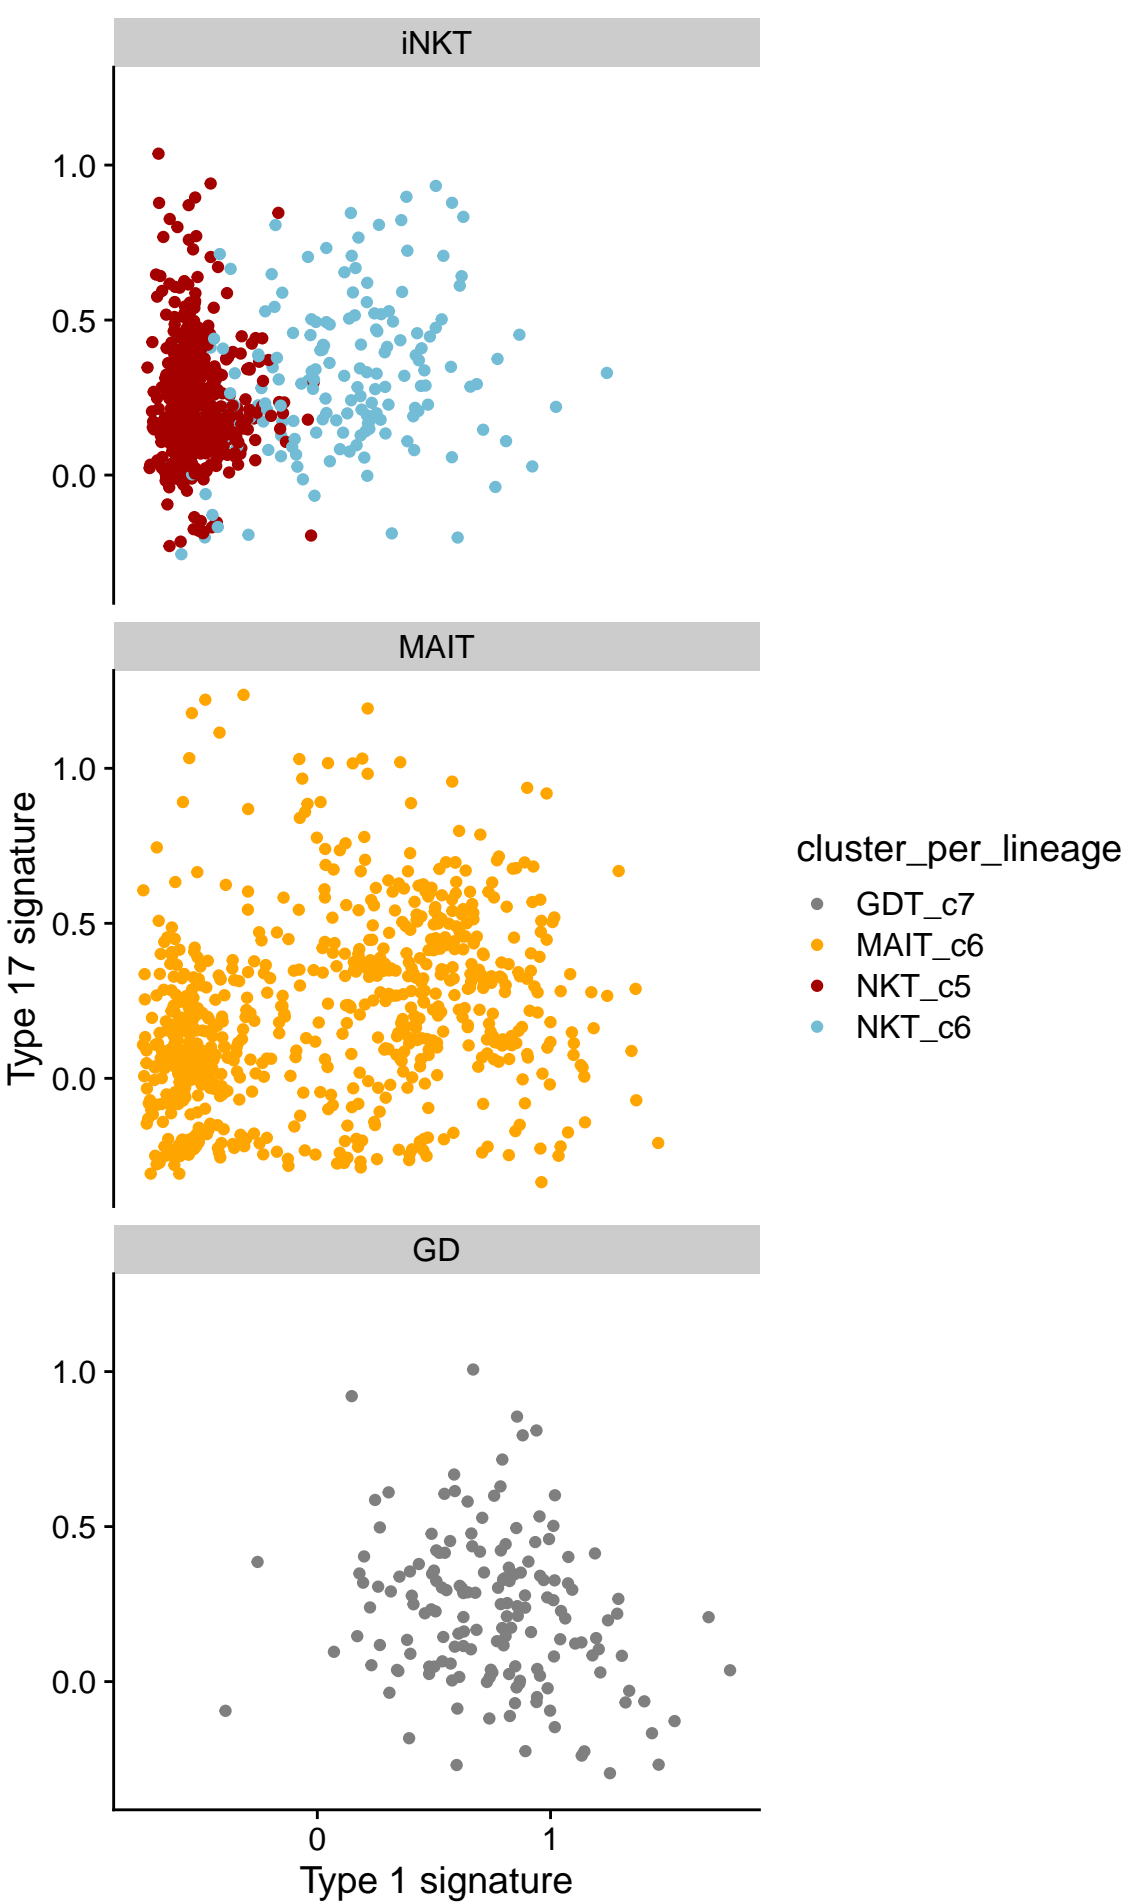 iNKT
1.0
0.5
0.0
MAIT
1.0
0.5
0.0
Type 17 signature
GD
1.0
0.5
0.0
0 1
Type 1 signature
cluster_per_lineage
GDT_c7
MAIT_c6
NKT_c5
NKT_c6